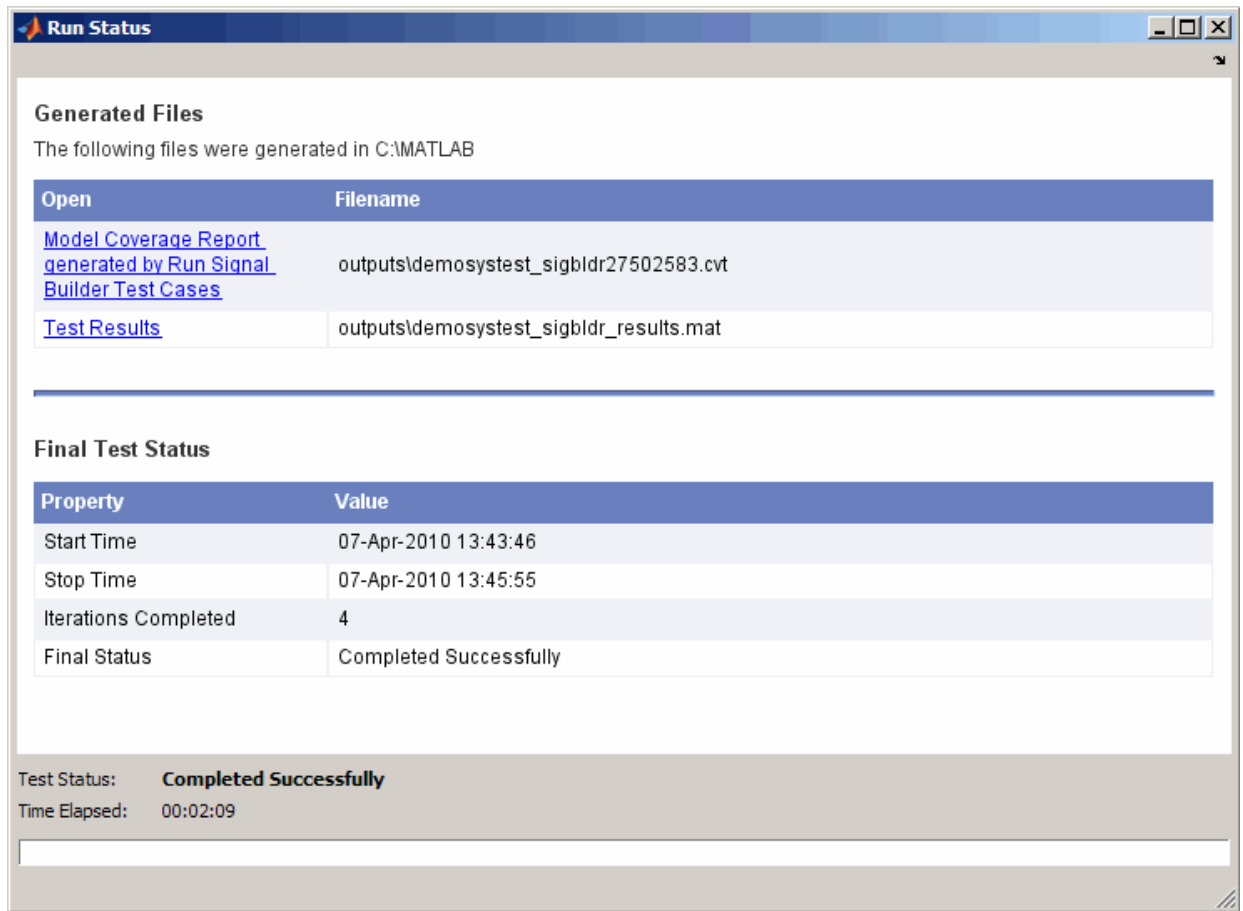 Run Status
Generated Files
The following files were generated in C:\MATLAB
Open Filename
Model Coverage Report
generated by Run Signal
Builder Test Cases
outputs\demosystest_sigbldr27502583.cvt
Test Results outputs\demosystest_sigbldr_results.mat
Final Test Status
Property Value
Start Time 07-Apr-2010 13:43:46
Stop Time 07-Apr-2010 13:45:55
Iterations Completed 4
Final Status Completed Successfully
Test Status: Completed Successfully
Time Elapsed: 00:02:09